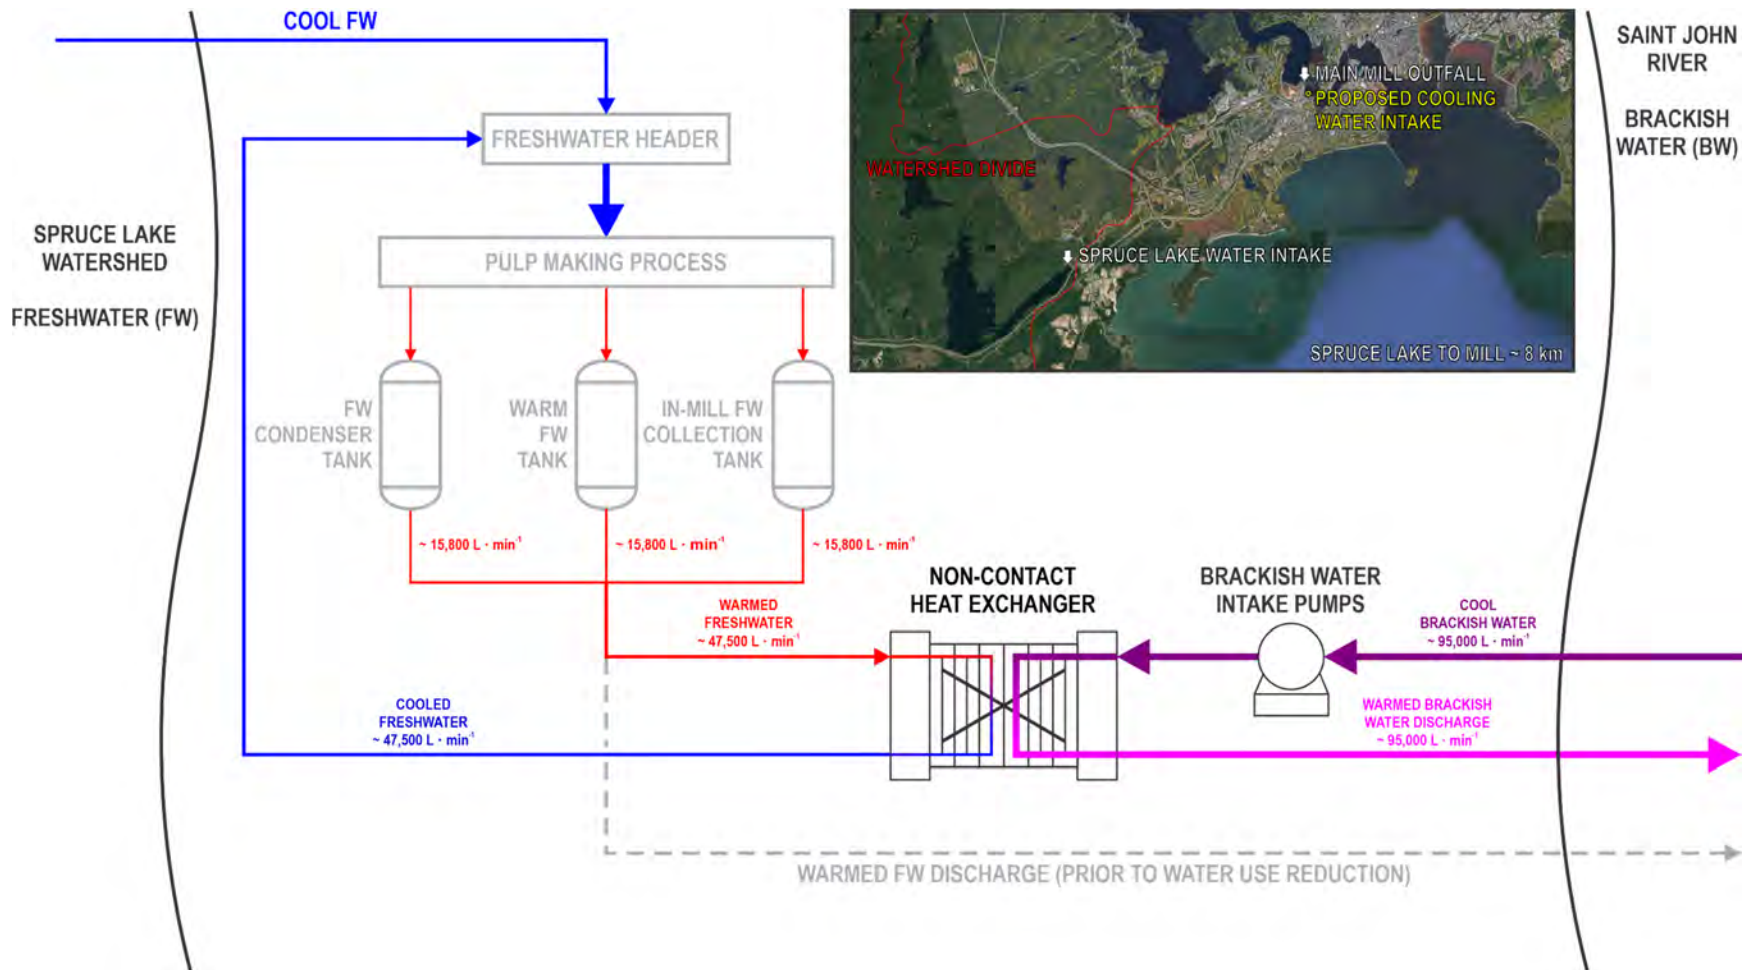 COOL FW
FRESHWATER HEADER
PULP MAKING PROCESS
SPRUCE LAKE
WATERSHED
FRESHWATER (FW)
FW
CONDENSER
TANK
WARM
FW
TANK
IN-MILL FW
COLLECTION
TANK
~ 15,800 L · min⁻¹
~ 15,800 L · min⁻¹
~ 15,800 L · min⁻¹
WARMED
FRESHWATER
~ 47,500 L · min⁻¹
COOLED
FRESHWATER
~ 47,500 L · min⁻¹
NON-CONTACT
HEAT EXCHANGER
BRACKISH WATER
INTAKE PUMPS
COOL
BRACKISH WATER
~ 95,000 L · min⁻¹
WARMED BRACKISH
WATER DISCHARGE
~ 95,000 L · min⁻¹
WARMED FW DISCHARGE (PRIOR TO WATER USE REDUCTION)
MAIN MILL OUTFALL
PROPOSED COOLING
WATER INTAKE
WATERSHED DIVIDE
SPRUCE LAKE WATER INTAKE
SPRUCE LAKE TO MILL ~ 8 km
SAINT JOHN
RIVER
BRACKISH
WATER (BW)